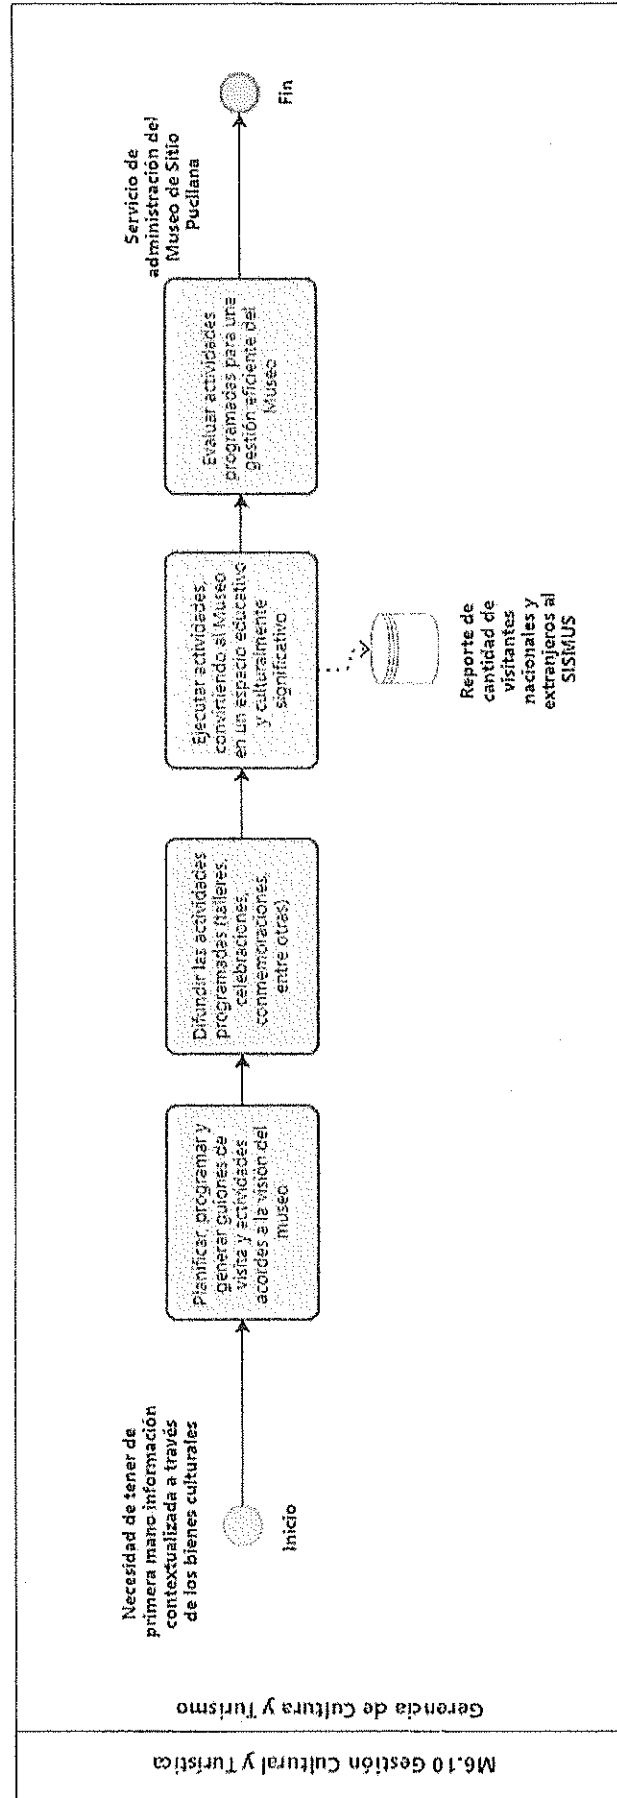 M6.10 Gestión Cultural y Turística
Gerencia de Cultura y Turismo
Necesidad de tener de
primera mano información
contextualizada a través
de los bienes culturales
Inicio
Planificar, programar y
generar guiones de
visita y actividades
acordes a la visión del
museo
Difundir las actividades
programadas (talleres,
celebraciones,
conmemoraciones,
entre otras)
Ejecutar actividades,
convirtiendo al Museo
en un espacio educativo
y culturalmente
significativo
Reporte de
cantidad de
visitantes
nacionales y
extranjeros al
SISMUS
Evaluar actividades
programadas para una
gestión eficiente del
Museo
Servicio de
administración del
Museo de Sitio
Pucllana
Fin